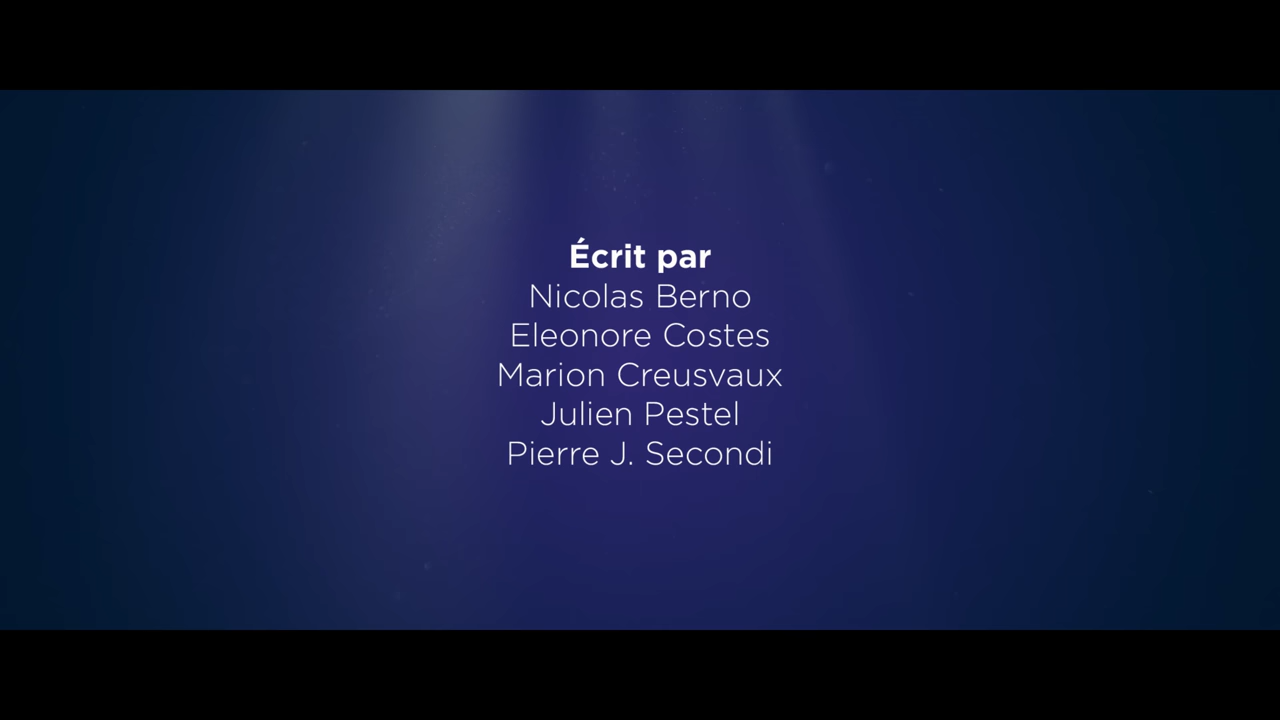 Écrit par
Nicolas Berno
Eleonore Costes
Marion Creusvaux
Julien Pestel
Pierre J. Secondi